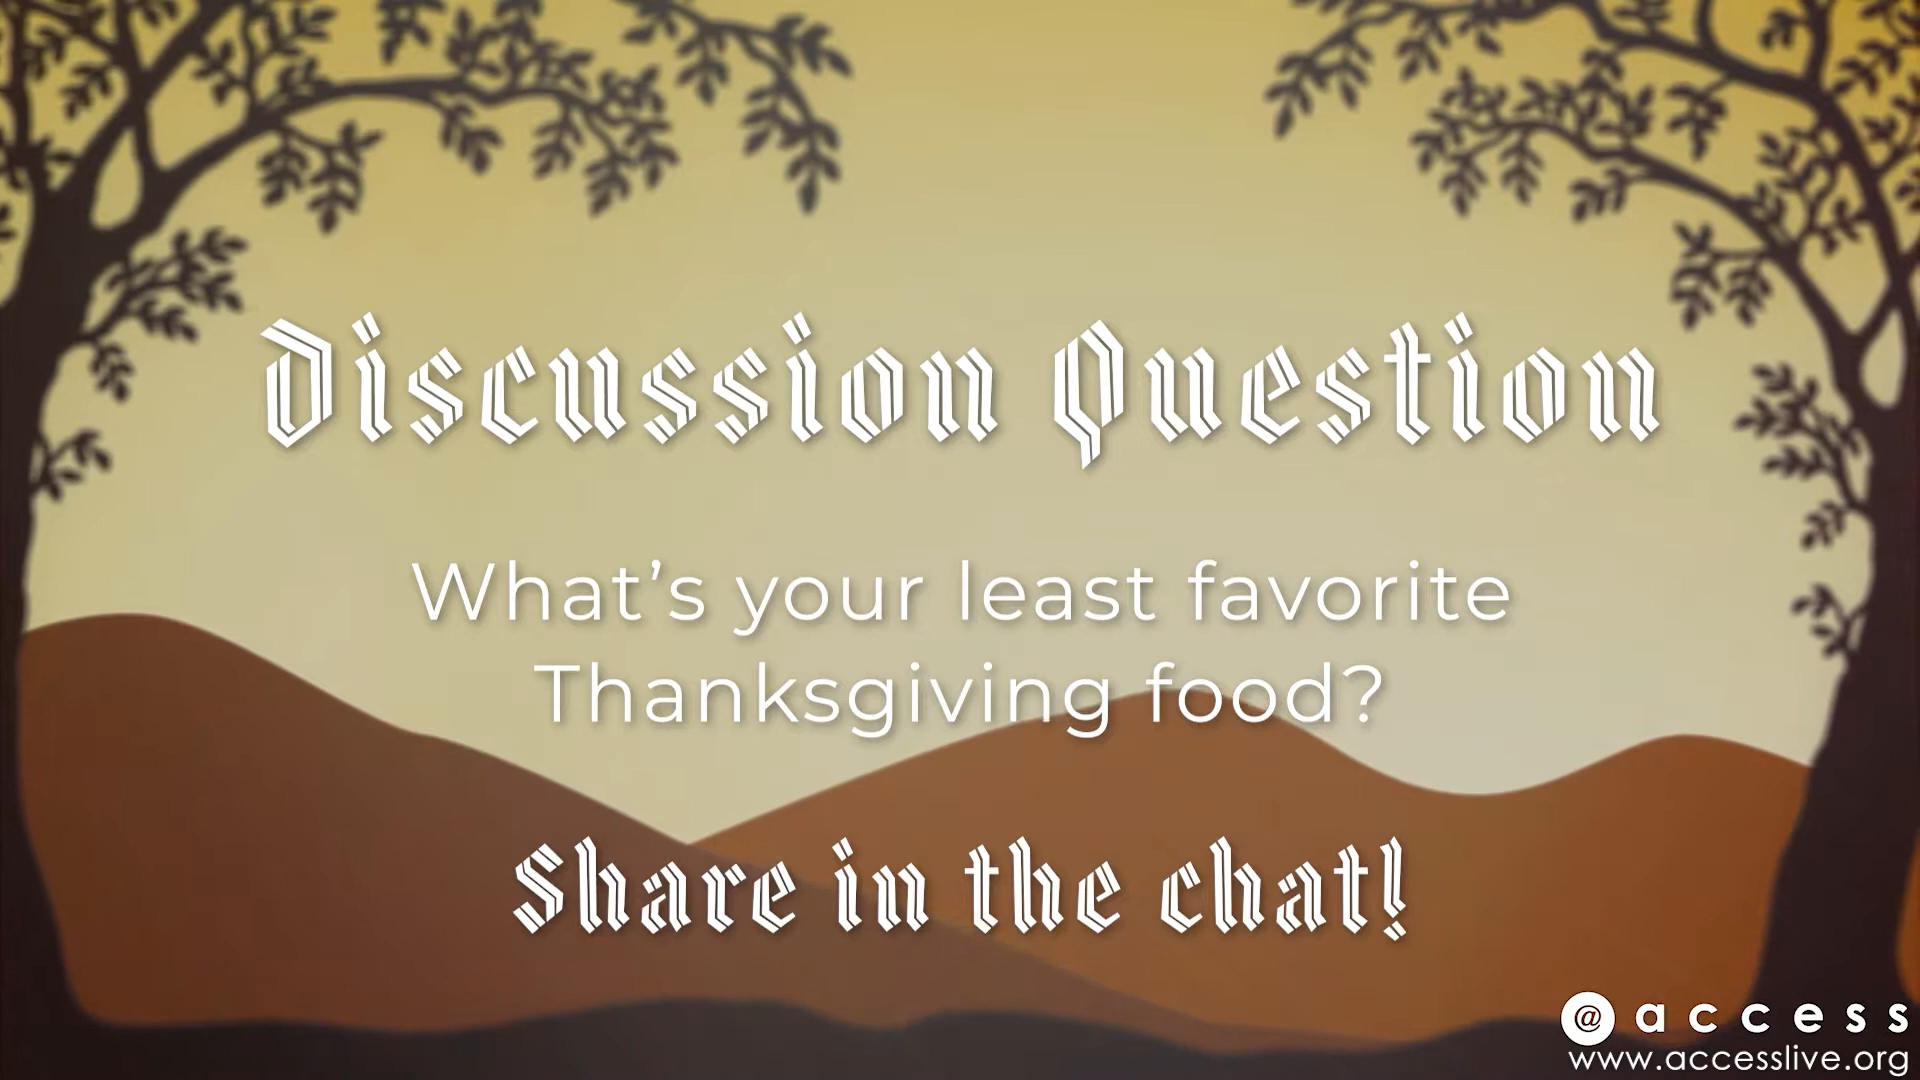 Discussion Question
What's your least favorite
Thanksgiving food?
Share in the chat!
@ access
www.accesslive.org